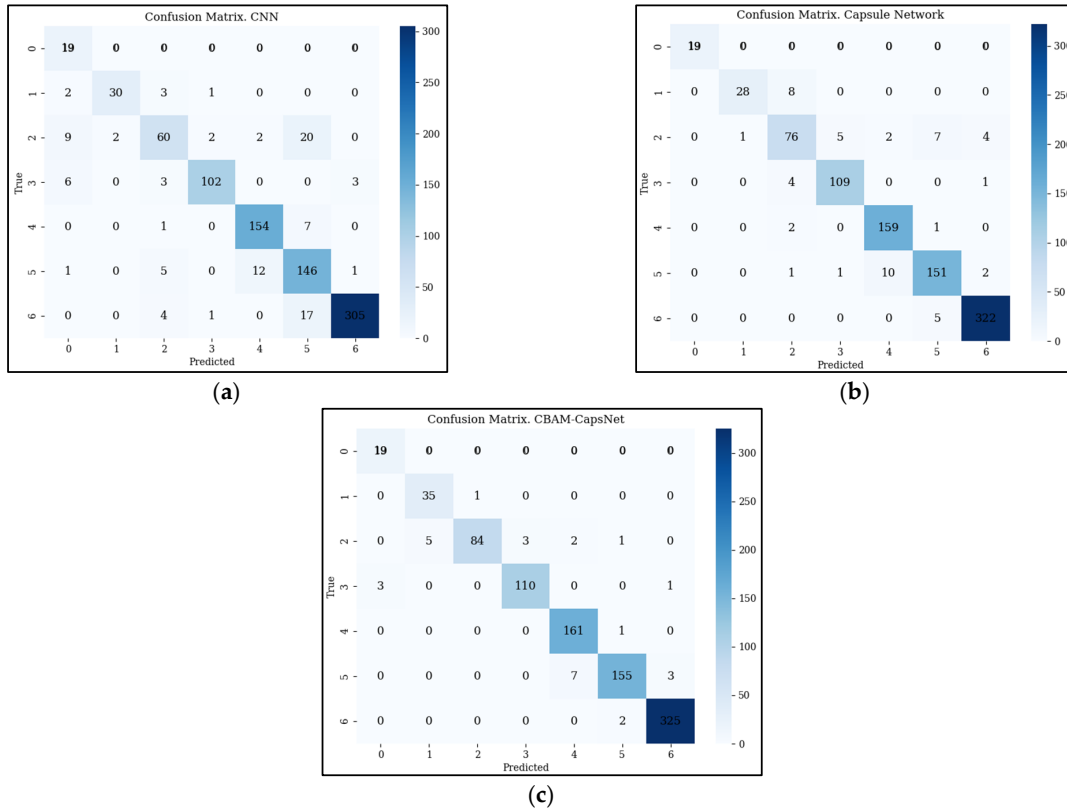 Confusion Matrix. CNN
0 19 0 0 0 0 0 0
1 2 30 3 1 0 0 0
2 9 2 60 2 2 20 0
3 6 0 3 102 0 0 3
4 0 0 1 0 154 7 0
5 1 0 5 0 12 146 1
6 0 0 4 1 0 17 305
0 1 2 3 4 5 6
True
Predicted
300
250
200
150
100
50
0
(a)
Confusion Matrix. Capsule Network
0 19 0 0 0 0 0 0
1 0 28 8 0 0 0 0
2 0 1 76 5 2 7 4
3 0 0 4 109 0 0 1
4 0 0 2 0 159 1 0
5 0 0 1 1 10 151 2
6 0 0 0 0 0 5 322
0 1 2 3 4 5 6
True
Predicted
300
250
200
150
100
50
0
(b)
Confusion Matrix. CBAM-CapsNet
0 19 0 0 0 0 0 0
1 0 35 1 0 0 0 0
2 0 5 84 3 2 1 0
3 3 0 0 110 0 0 1
4 0 0 0 0 161 1 0
5 0 0 0 0 7 155 3
6 0 0 0 0 0 2 325
0 1 2 3 4 5 6
True
Predicted
300
250
200
150
100
50
0
(c)